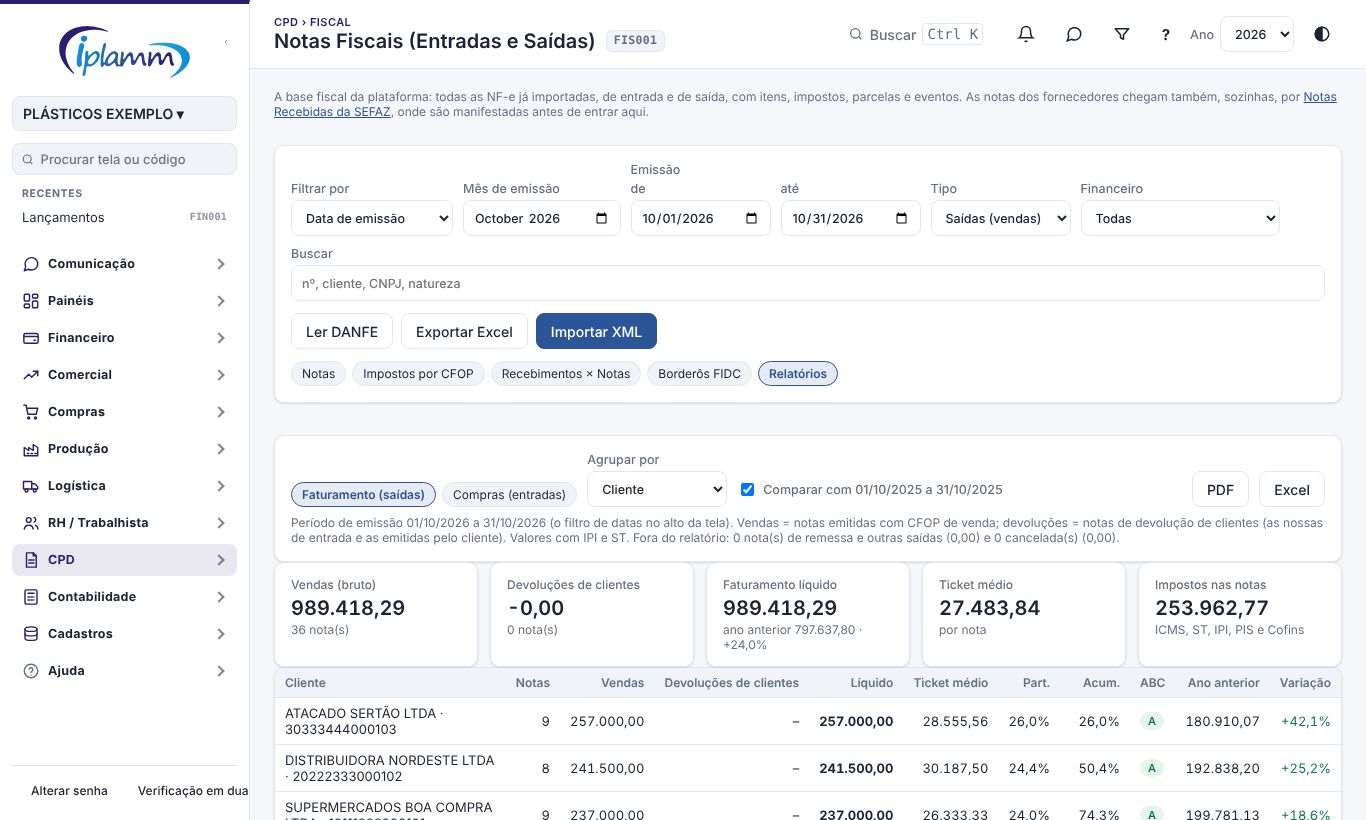 iplamm
‹
PLÁSTICOS EXEMPLO ▾
Procurar tela ou código
RECENTES
Lançamentos FIN001
Comunicação
Painéis
Financeiro
Comercial
Compras
Produção
Logística
RH / Trabalhista
CPD
Contabilidade
Cadastros
Ajuda
Alterar senha Verificação em dua
CPD › FISCAL
Notas Fiscais (Entradas e Saídas) FIS001
Buscar Ctrl K ? Ano 2026
A base fiscal da plataforma: todas as NF-e já importadas, de entrada e de saída, com itens, impostos, parcelas e eventos. As notas dos fornecedores chegam também, sozinhas, por Notas
Recebidas da SEFAZ, onde são manifestadas antes de entrar aqui.
Emissão
Filtrar por Mês de emissão de até Tipo Financeiro
Data de emissão October 2026 10/01/2026 10/31/2026 Saídas (vendas) Todas
Buscar
nº, cliente, CNPJ, natureza
Ler DANFE Exportar Excel Importar XML
Notas Impostos por CFOP Recebimentos × Notas Borderôs FIDC Relatórios
Agrupar por
Faturamento (saídas) Compras (entradas) Cliente Comparar com 01/10/2025 a 31/10/2025 PDF Excel
Período de emissão 01/10/2026 a 31/10/2026 (o filtro de datas no alto da tela). Vendas = notas emitidas com CFOP de venda; devoluções = notas de devolução de clientes (as nossas
de entrada e as emitidas pelo cliente). Valores com IPI e ST. Fora do relatório: 0 nota(s) de remessa e outras saídas (0,00) e 0 cancelada(s) (0,00).
Vendas (bruto) Devoluções de clientes Faturamento líquido Ticket médio Impostos nas notas
989.418,29 -0,00 989.418,29 27.483,84 253.962,77
36 nota(s) 0 nota(s) ano anterior 797.637,80 · por nota ICMS, ST, IPI, PIS e Cofins
+24,0%
Cliente Notas Vendas Devoluções de clientes Líquido Ticket médio Part. Acum. ABC Ano anterior Variação
ATACADO SERTÃO LTDA ·
30333444000103 9 257.000,00 – 257.000,00 28.555,56 26,0% 26,0% A 180.910,07 +42,1%
DISTRIBUIDORA NORDESTE LTDA
· 20222333000102 8 241.500,00 – 241.500,00 30.187,50 24,4% 50,4% A 192.838,20 +25,2%
SUPERMERCADOS BOA COMPRA
9 237.000,00 – 237.000,00 26.333,33 24,0% 74,3% A 199.781,13 +18,6%